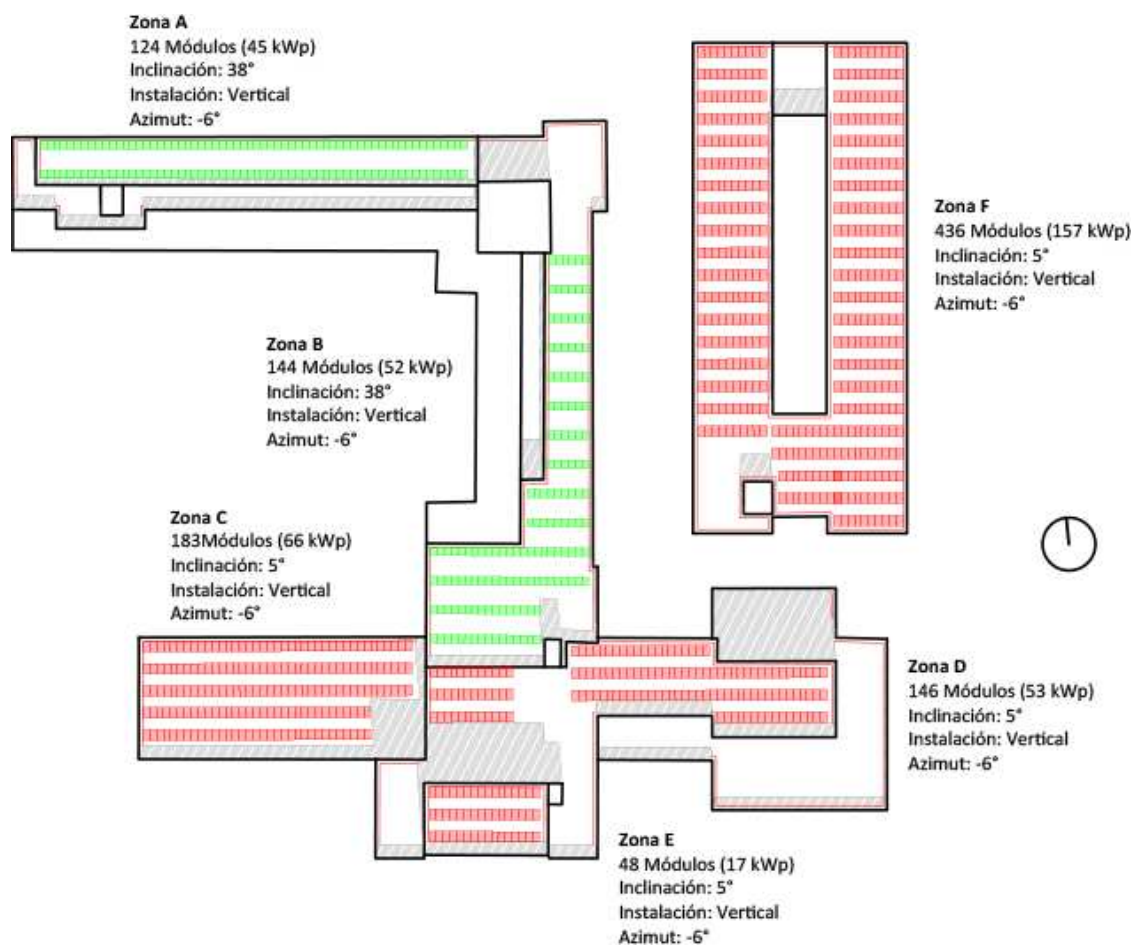 Zona A
124 Módulos (45 kWp)
Inclinación: 38°
Instalación: Vertical
Azimut: -6°
Zona F
436 Módulos (157 kWp)
Inclinación: 5°
Instalación: Vertical
Azimut: -6°
Zona B
144 Módulos (52 kWp)
Inclinación: 38°
Instalación: Vertical
Azimut: -6°
Zona C
183Módulos (66 kWp)
Inclinación: 5°
Instalación: Vertical
Azimut: -6°
Zona D
146 Módulos (53 kWp)
Inclinación: 5°
Instalación: Vertical
Azimut: -6°
Zona E
48 Módulos (17 kWp)
Inclinación: 5°
Instalación: Vertical
Azimut: -6°